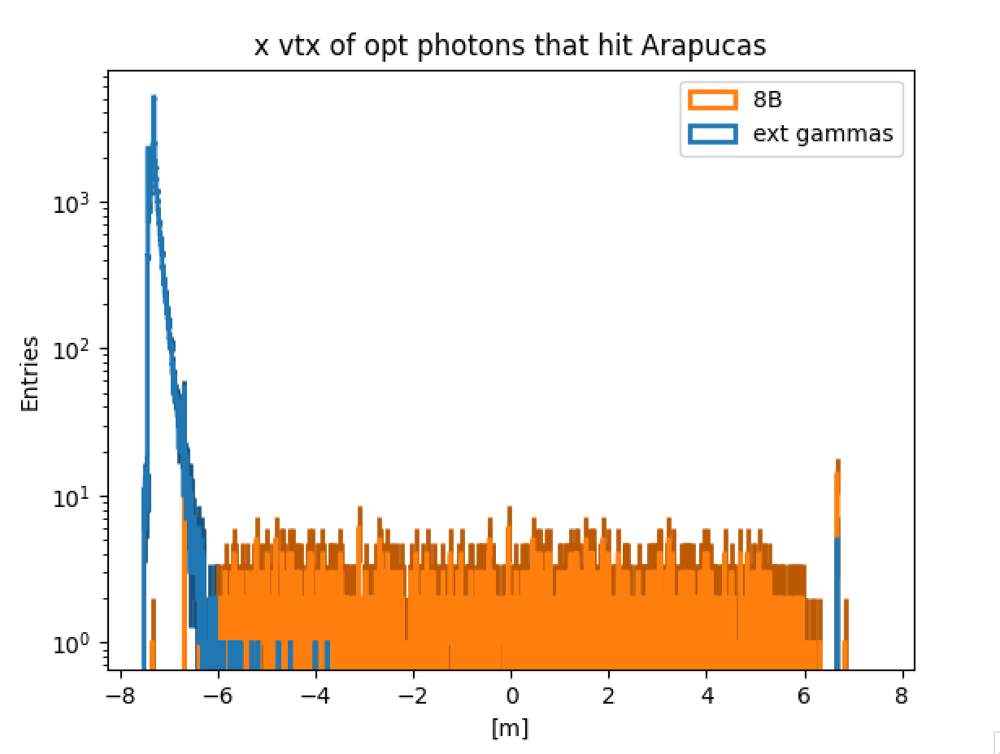 x vtx of opt photons that hit Arapucas
8B
ext gammas
10³
10²
10¹
10⁰
Entries
−8 −6 −4 −2 0 2 4 6 8
[m]